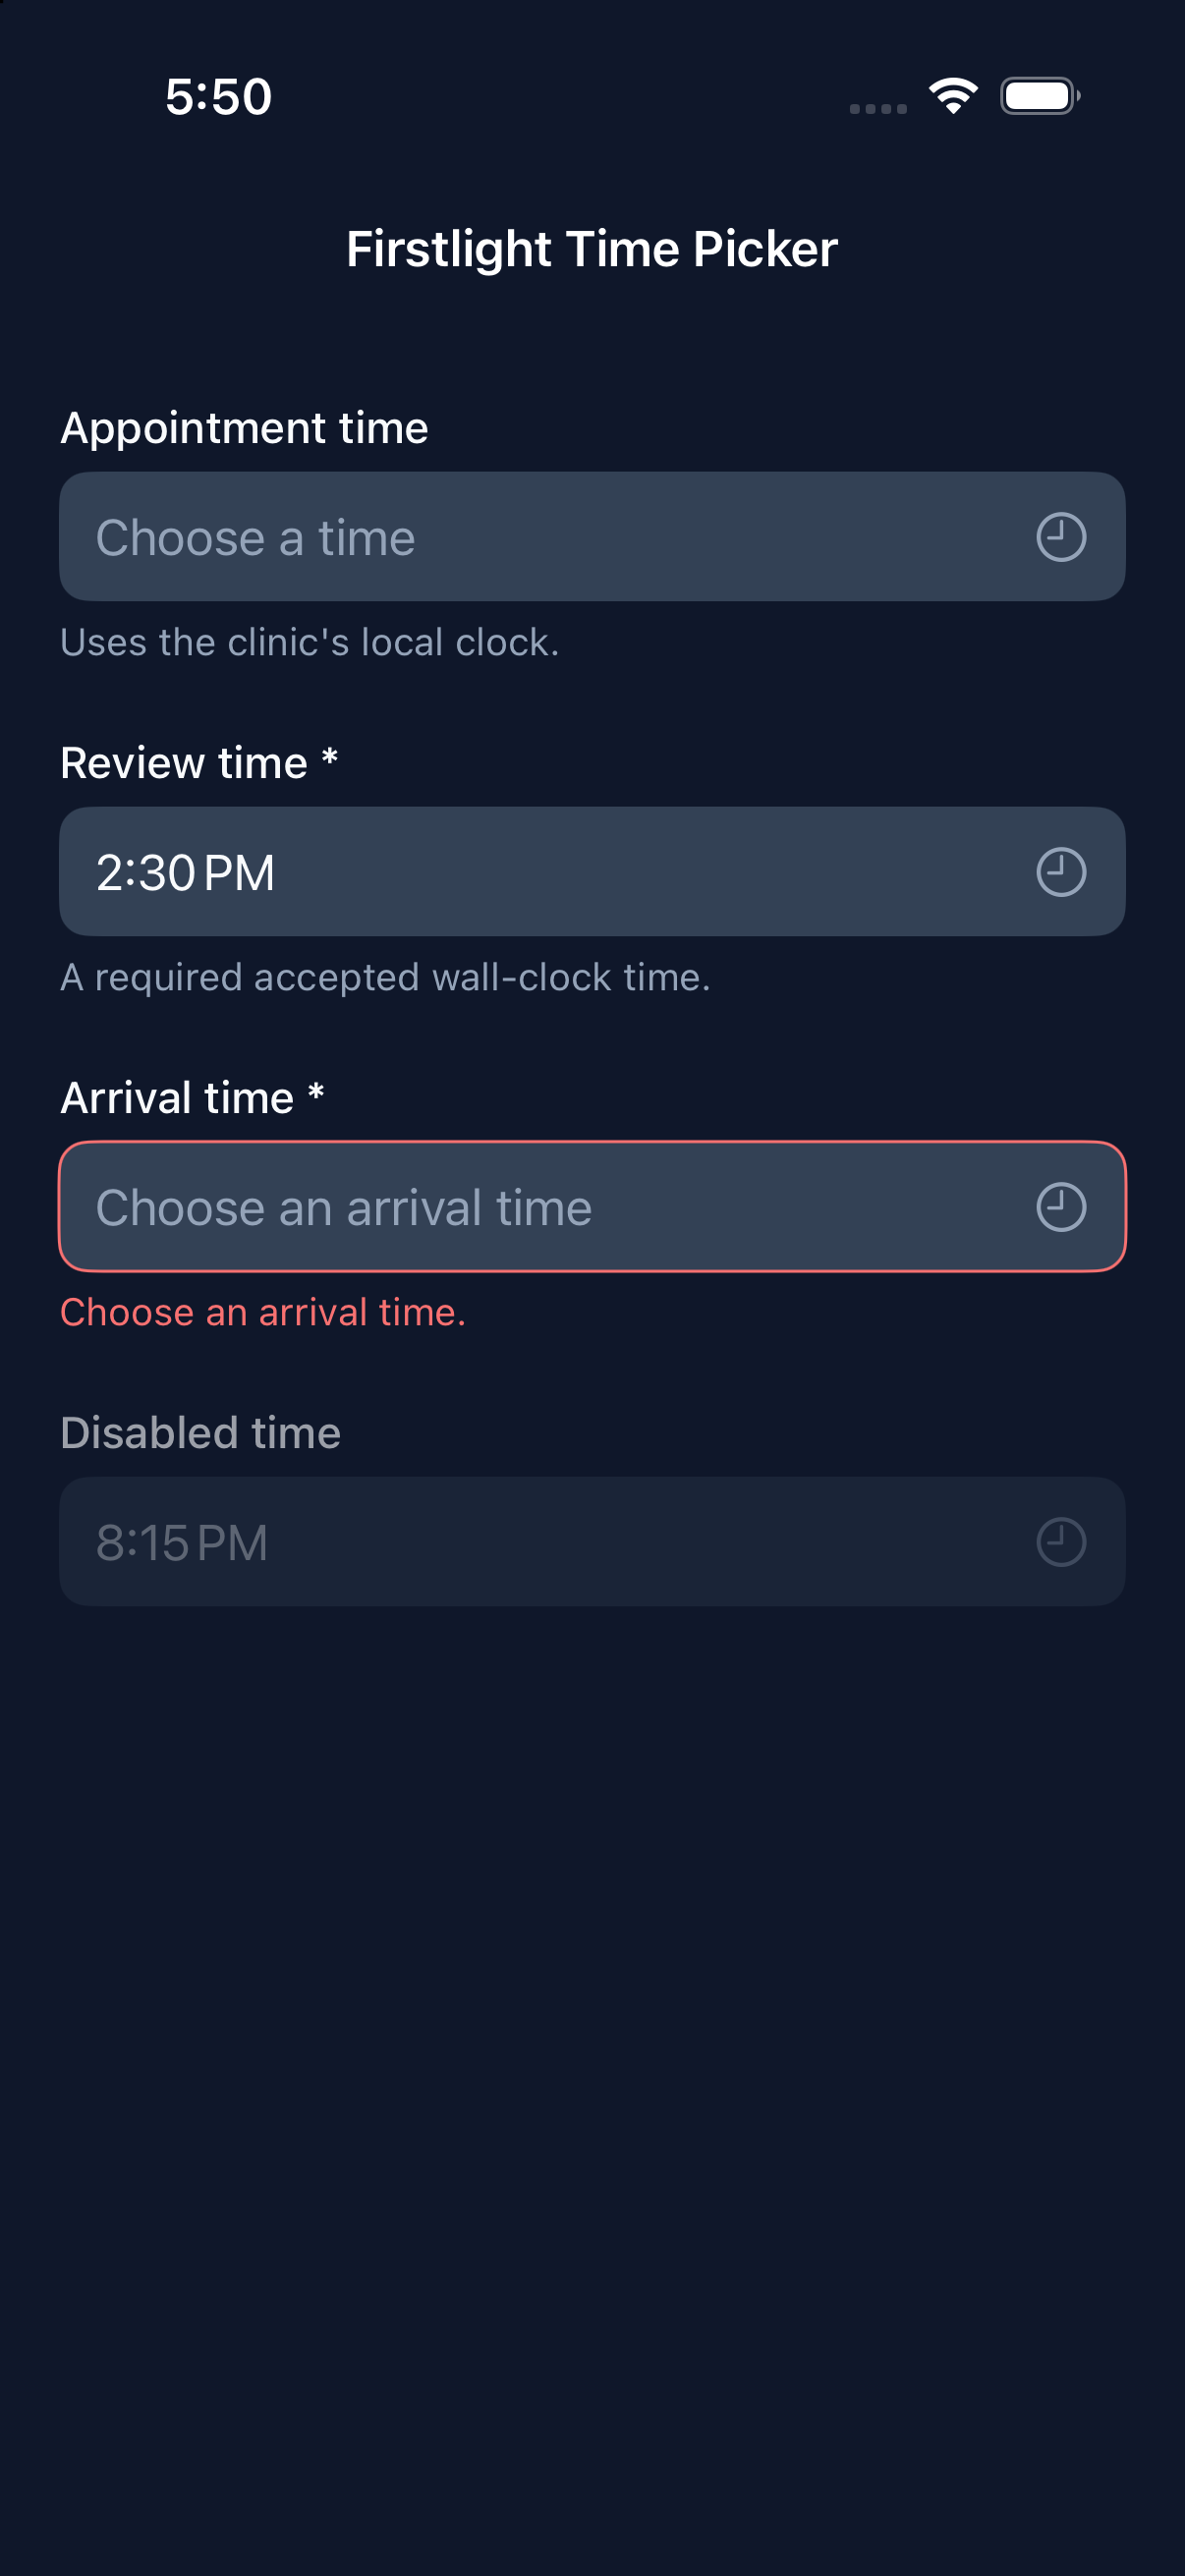 5:50
Firstlight Time Picker
Appointment time
Choose a time
Uses the clinic's local clock.
Review time *
2:30 PM
A required accepted wall-clock time.
Arrival time *
Choose an arrival time
Choose an arrival time.
Disabled time
8:15 PM